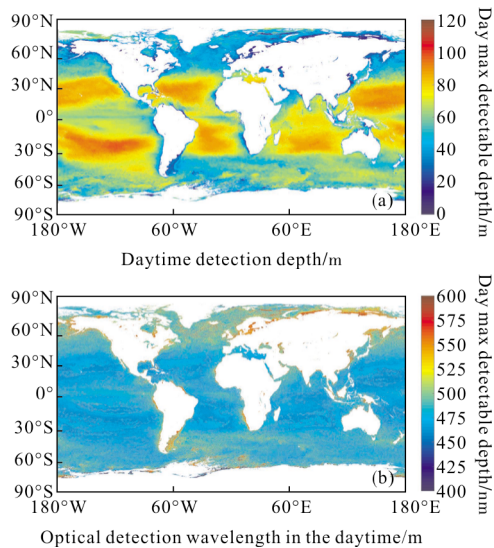 90°N
60°N
30°N
0°
30°S
60°S
90°S
180°W
60°W
60°E
180°E
(a)
120
100
80
60
40
20
0
Day max detectable depth/m
Daytime detection depth/m
90°N
60°N
30°N
0°
30°S
60°S
90°S
180°W
60°W
60°E
180°E
(b)
600
575
550
525
500
475
450
425
400
Day max detectable depth/nm
Optical detection wavelength in the daytime/m